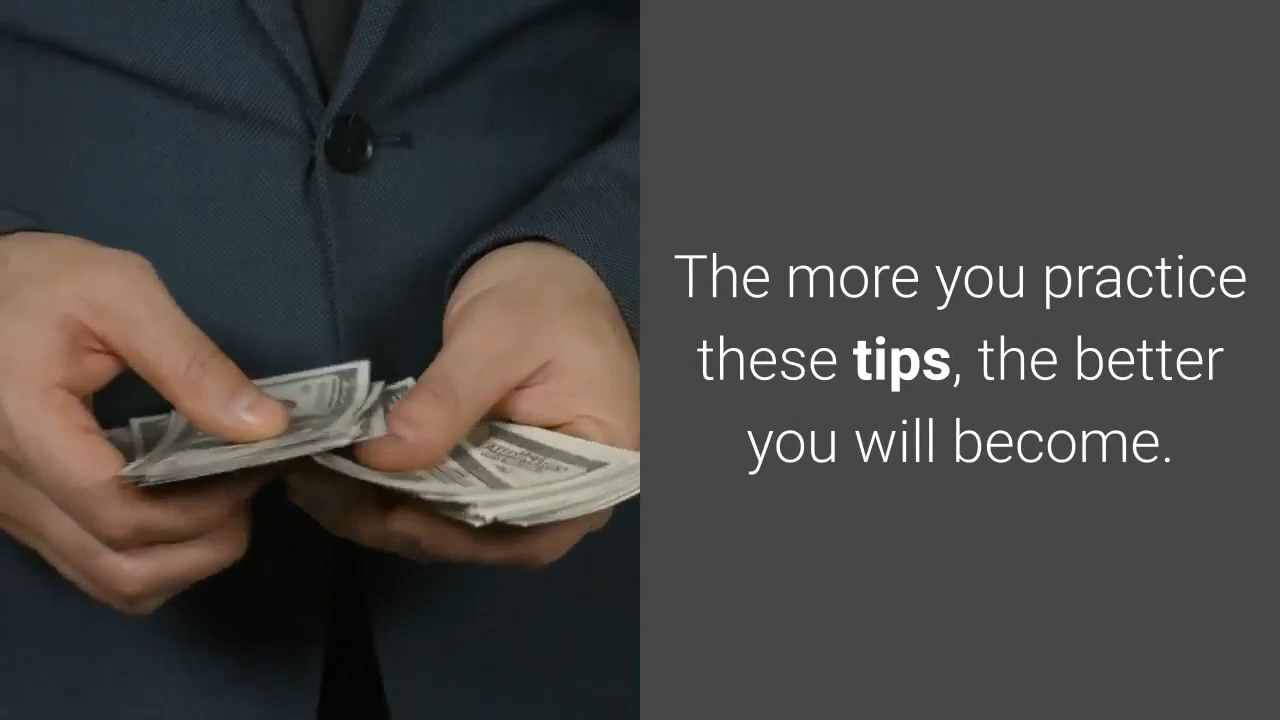 The more you practice
these tips, the better
you will become.